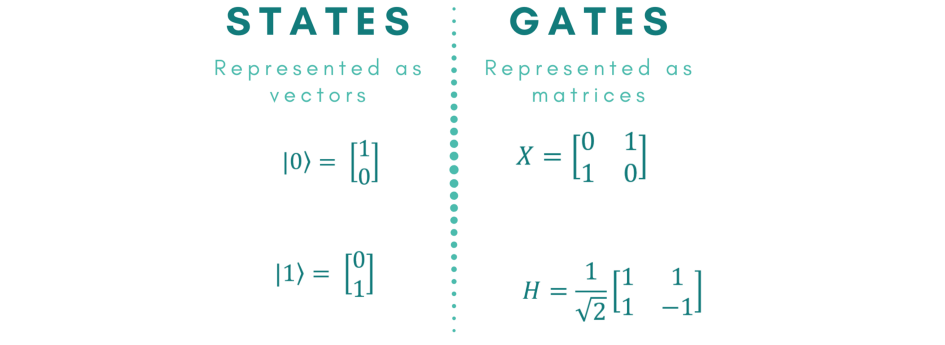 STATES
Represented as
vectors
|0⟩ = [1
0]
|1⟩ = [0
1]
GATES
Represented as
matrices
X = [0 1
1 0]
H = 1/√2 [1 1
1 −1]